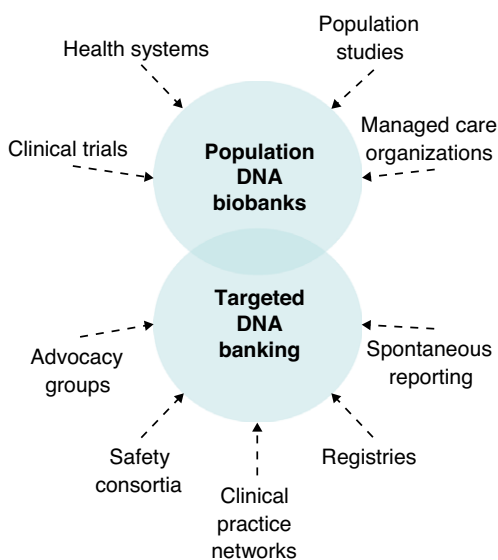 Health systems
Population
studies
Clinical trials
Managed care
organizations
Population
DNA
biobanks
Targeted
DNA
banking
Advocacy
groups
Spontaneous
reporting
Safety
consortia
Clinical
practice
networks
Registries